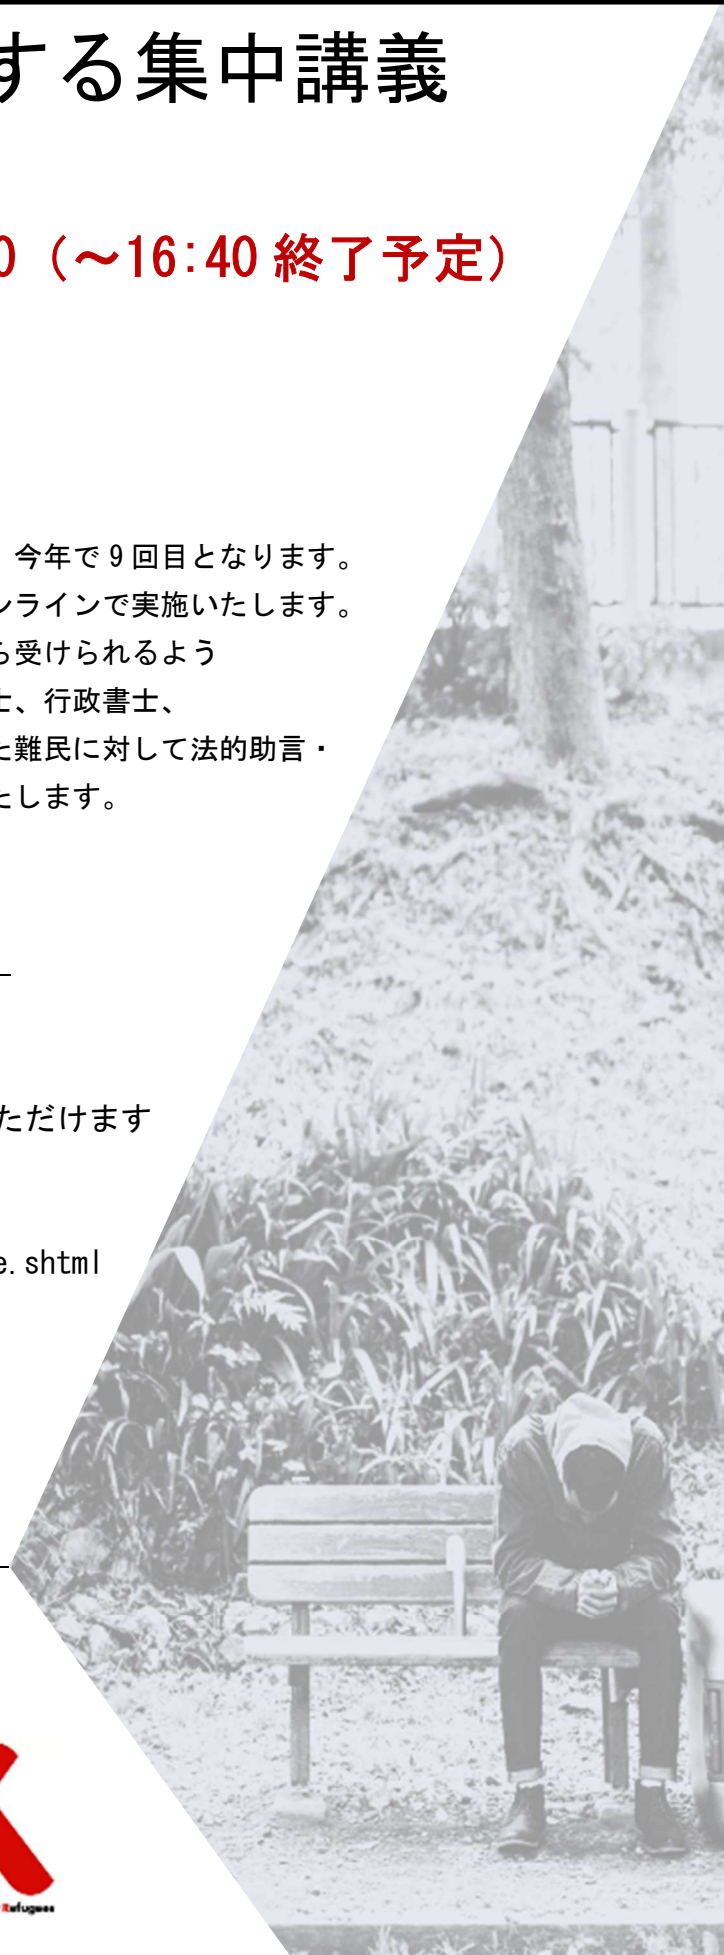 する集中講義
0（～16:40 終了予定）
今年で 9 回目となります。
ンラインで実施いたします。
ら受けられるよう
士、行政書士、
た難民に対して法的助言・
たします。
ただけます
e.shtml
Refugees